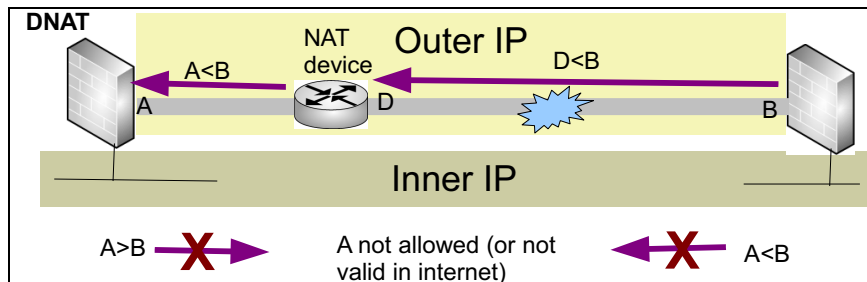 DNAT
NAT
device
Outer IP
A<B
D<B
A
D
B
Inner IP
A>B
X
A not allowed (or not
valid in internet)
X
A<B